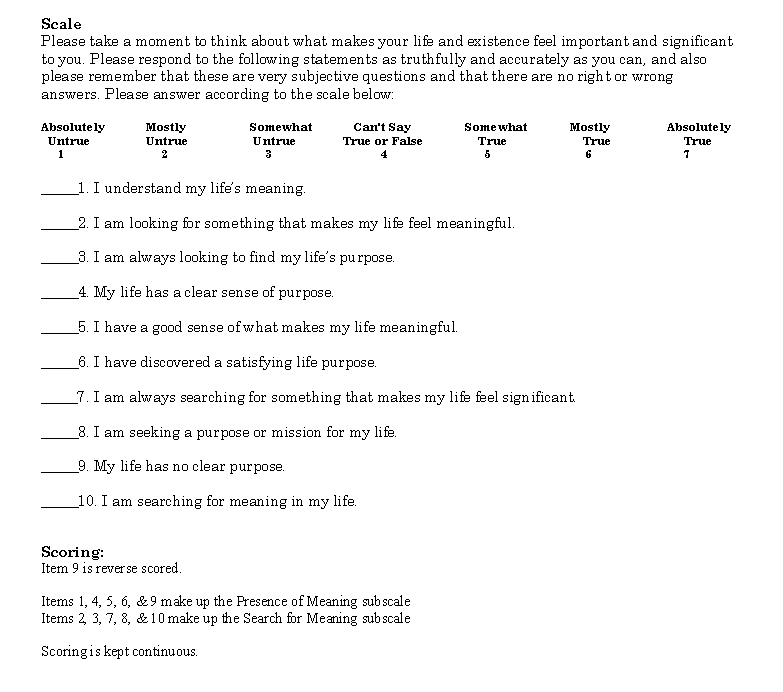 Scale
Please take a moment to think about what makes your life and existence feel important and significant
to you. Please respond to the following statements as truthfully and accurately as you can, and also
please remember that these are very subjective questions and that there are no right or wrong
answers. Please answer according to the scale below:
Absolutely Mostly Somewhat Can't Say Somewhat Mostly Absolutely
Untrue Untrue Untrue True or False True True True
1 2 3 4 5 6 7
_____1. I understand my life's meaning.
_____2. I am looking for something that makes my life feel meaningful.
_____3. I am always looking to find my life's purpose.
_____4. My life has a clear sense of purpose.
_____5. I have a good sense of what makes my life meaningful.
_____6. I have discovered a satisfying life purpose.
_____7. I am always searching for something that makes my life feel significant.
_____8. I am seeking a purpose or mission for my life.
_____9. My life has no clear purpose.
_____10. I am searching for meaning in my life.
Scoring:
Item 9 is reverse scored.
Items 1, 4, 5, 6, & 9 make up the Presence of Meaning subscale
Items 2, 3, 7, 8, & 10 make up the Search for Meaning subscale
Scoring is kept continuous.